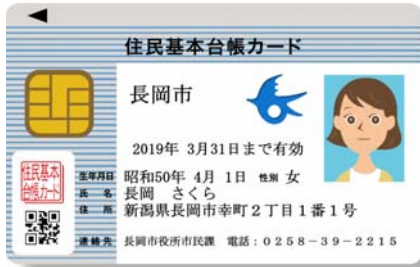 住民基本台帳カード
長岡市
2019年 3月31日まで有効
住民基本
台帳カード
生年月日 昭和50年 4月 1日 性別 女
氏名 長岡 さくら
住所 新潟県長岡市幸町2丁目1番1号
連絡先 長岡市役所市民課 電話:0258-39-2215